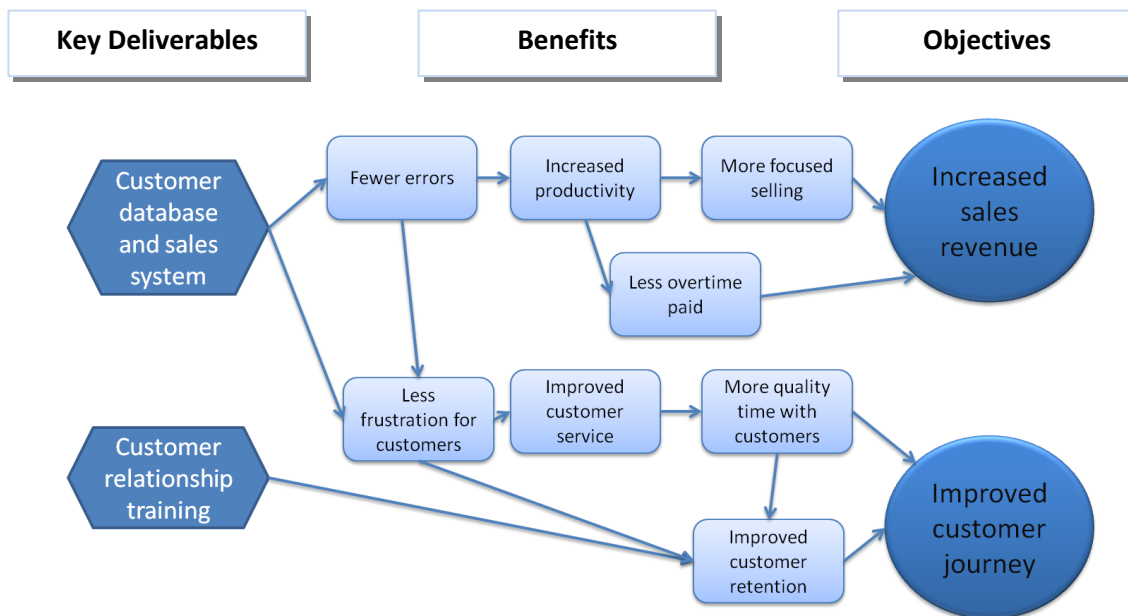 Key Deliverables
Benefits
Objectives
Customer
database
and sales
system
Fewer errors
Increased
productivity
More focused
selling
Increased
sales
revenue
Less overtime
paid
Customer
relationship
training
Less
frustration for
customers
Improved
customer
service
More quality
time with
customers
Improved
customer
retention
Improved
customer
journey